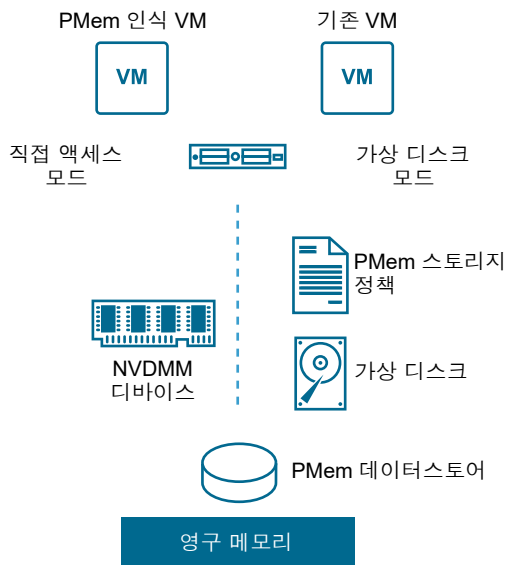 PMem 인식 VM
기존 VM
VM
VM
직접 액세스
모드
가상 디스크
모드
PMem 스토리지
정책
NVDMM
디바이스
가상 디스크
PMem 데이터스토어
영구 메모리